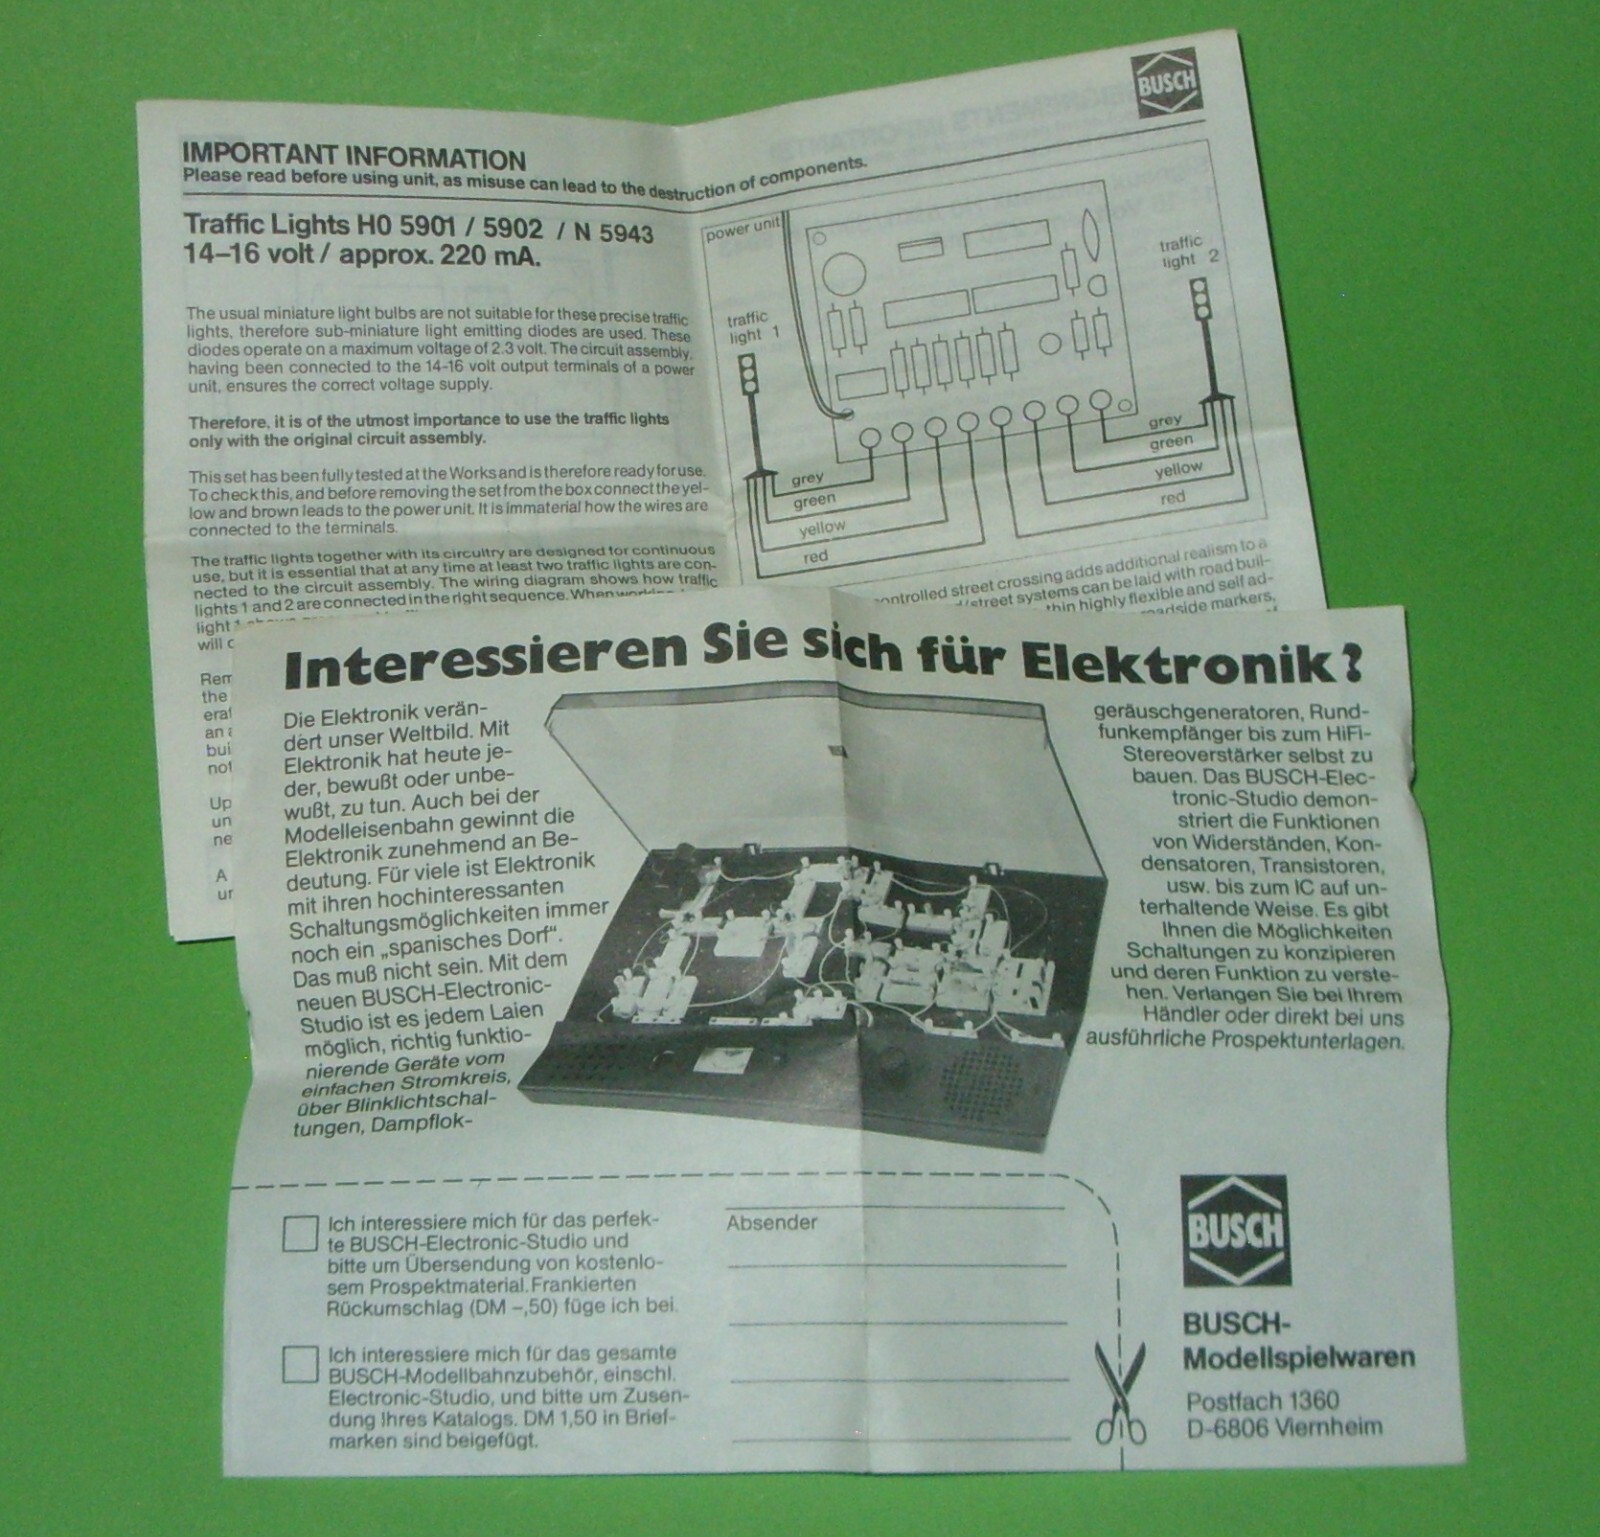 BUSCH
IMPORTANT INFORMATION
Please read before using unit, as misuse can lead to the destruction of components.
Traffic Lights H0 5901 / 5902 / N 5943
14–16 volt / approx. 220 mA.
The usual miniature light bulbs are not suitable for these precise traffic
lights, therefore sub-miniature light emitting diodes are used. These
diodes operate on a maximum voltage of 2.3 volt. The circuit assembly,
having been connected to the 14-16 volt output terminals of a power
unit, ensures the correct voltage supply.
Therefore, it is of the utmost importance to use the traffic lights
only with the original circuit assembly.
This set has been fully tested at the Works and is therefore ready for use.
To check this, and before removing the set from the box connect the yel-
low and brown leads to the power unit. It is immaterial how the wires are
connected to the terminals.
The traffic lights together with its circuitry are designed for continuous
use, but it is essential that at any time at least two traffic lights are con-
nected to the circuit assembly. The wiring diagram shows how traffic
lights 1 and 2 are connected in the right sequence. When
light
will
Rem
the
erat
an
bui
not
Up
un
ne
A
ur
power unit
traffic
light 1
traffic
light 2
grey
green
yellow
red
grey
green
yellow
red
ontrolled street crossing adds additional realism to a
street systems can be laid with road buil-
thin highly flexible and self ad-
roadside markers,
Interessieren Sie sich für Elektronik?
Die Elektronik verän-
dert unser Weltbild. Mit
Elektronik hat heute je-
der, bewußt oder unbe-
wußt, zu tun. Auch bei der
Modelleisenbahn gewinnt die
Elektronik zunehmend an Be-
deutung. Für viele ist Elektronik
mit ihren hochinteressanten
Schaltungsmöglichkeiten immer
noch ein „spanisches Dorf“.
Das muß nicht sein. Mit dem
neuen BUSCH-Electronic-
Studio ist es jedem Laien
möglich, richtig funktio-
nierende Geräte vom
einfachen Stromkreis,
über Blinklichtschal-
tungen, Dampflok-
geräuschgeneratoren, Rund-
funkempfänger bis zum HiFi-
Stereoverstärker selbst zu
bauen. Das BUSCH-Elec-
tronic-Studio demon-
striert die Funktionen
von Widerständen, Kon-
densatoren, Transistoren,
usw. bis zum IC auf un-
terhaltende Weise. Es gibt
Ihnen die Möglichkeiten
Schaltungen zu konzipieren
und deren Funktion zu verste-
hen. Verlangen Sie bei Ihrem
Händler oder direkt bei uns
ausführliche Prospektunterlagen.
Ich interessiere mich für das perfek-
te BUSCH-Electronic-Studio und
bitte um Übersendung von kostenlo-
sem Prospektmaterial. Frankierten
Rückumschlag (DM –,50) füge ich bei.
Ich interessiere mich für das gesamte
BUSCH-Modellbahnzubehör, einschl.
Electronic-Studio, und bitte um Zusen-
dung Ihres Katalogs. DM 1,50 in Brief-
marken sind beigefügt.
Absender
BUSCH
BUSCH-
Modellspielwaren
Postfach 1360
D-6806 Viernheim